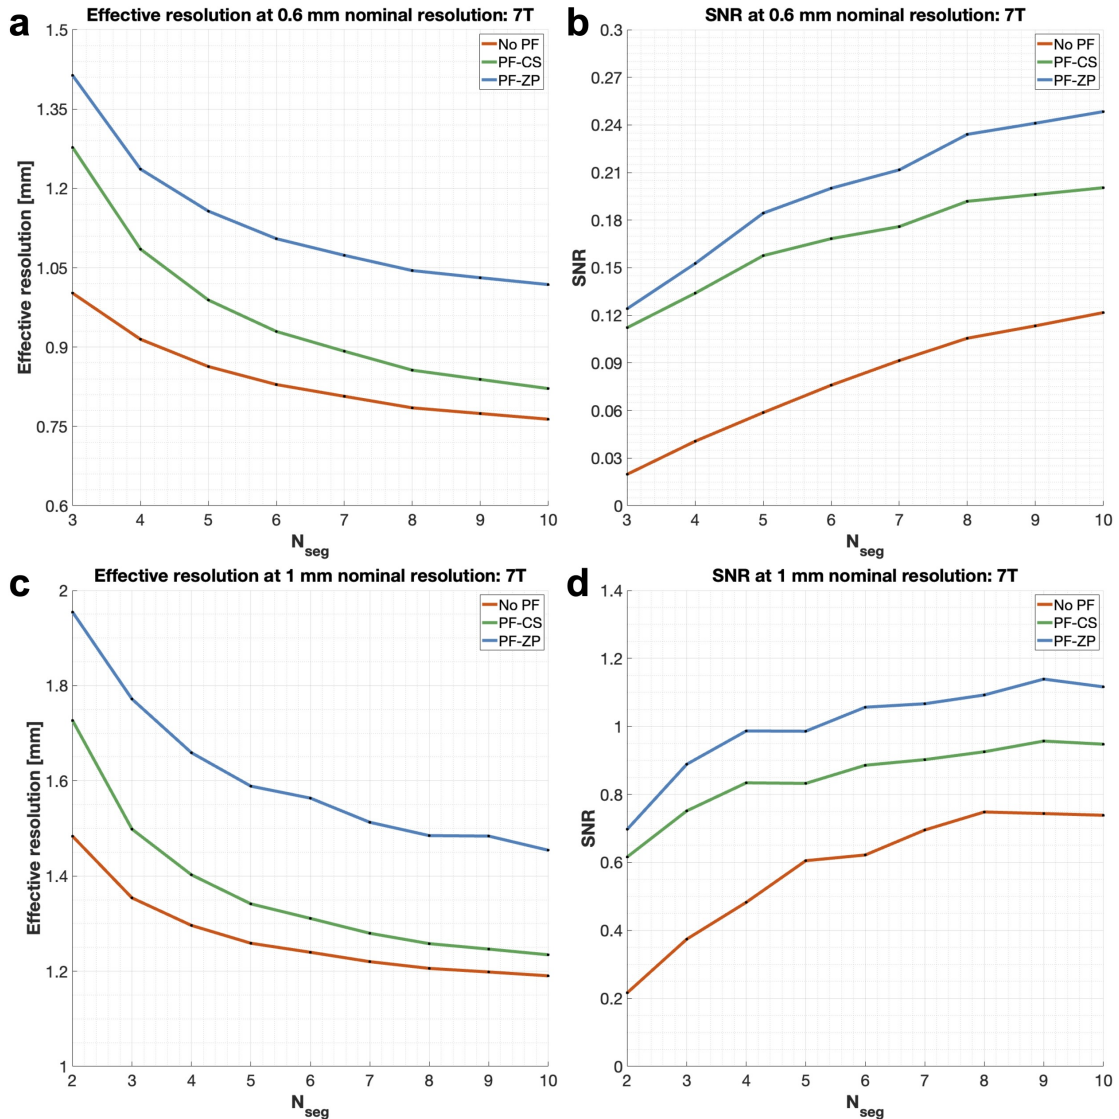 a
Effective resolution at 0.6 mm nominal resolution: 7T
No PF
PF-CS
PF-ZP
Effective resolution [mm]
1.5
1.35
1.2
1.05
0.9
0.75
0.6
3 4 5 6 7 8 9 10
Nseg
b
SNR at 0.6 mm nominal resolution: 7T
No PF
PF-CS
PF-ZP
SNR
0.3
0.27
0.24
0.21
0.18
0.15
0.12
0.09
0.06
0.03
0
3 4 5 6 7 8 9 10
Nseg
c
Effective resolution at 1 mm nominal resolution: 7T
No PF
PF-CS
PF-ZP
Effective resolution [mm]
2
1.8
1.6
1.4
1.2
1
2 3 4 5 6 7 8 9 10
Nseg
d
SNR at 1 mm nominal resolution: 7T
No PF
PF-CS
PF-ZP
SNR
1.4
1.2
1
0.8
0.6
0.4
0.2
0
2 3 4 5 6 7 8 9 10
Nseg